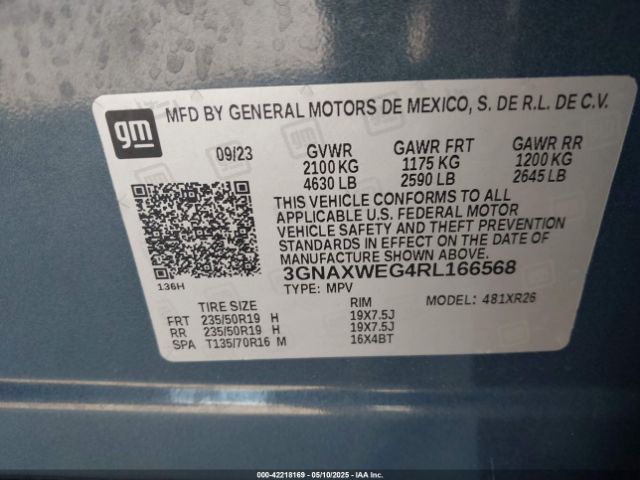 gm
MFD BY GENERAL MOTORS DE MEXICO, S. DE R.L. DE C.V.
09/23 GVWR GAWR FRT GAWR RR
2100 KG 1175 KG 1200 KG
4630 LB 2590 LB 2645 LB
THIS VEHICLE CONFORMS TO ALL
APPLICABLE U.S. FEDERAL MOTOR
VEHICLE SAFETY AND THEFT PREVENTION
STANDARDS IN EFFECT ON THE DATE OF
MANUFACTURE SHOWN ABOVE.
3GNAXWEG4RL166568
136H
TYPE: MPV MODEL: 481XR26
TIRE SIZE RIM
FRT 235/50R19 H 19X7.5J
RR 235/50R19 H 19X7.5J
SPA T135/70R16 M 16X4BT
000-42218169 - 05/10/2025 - IAA Inc.